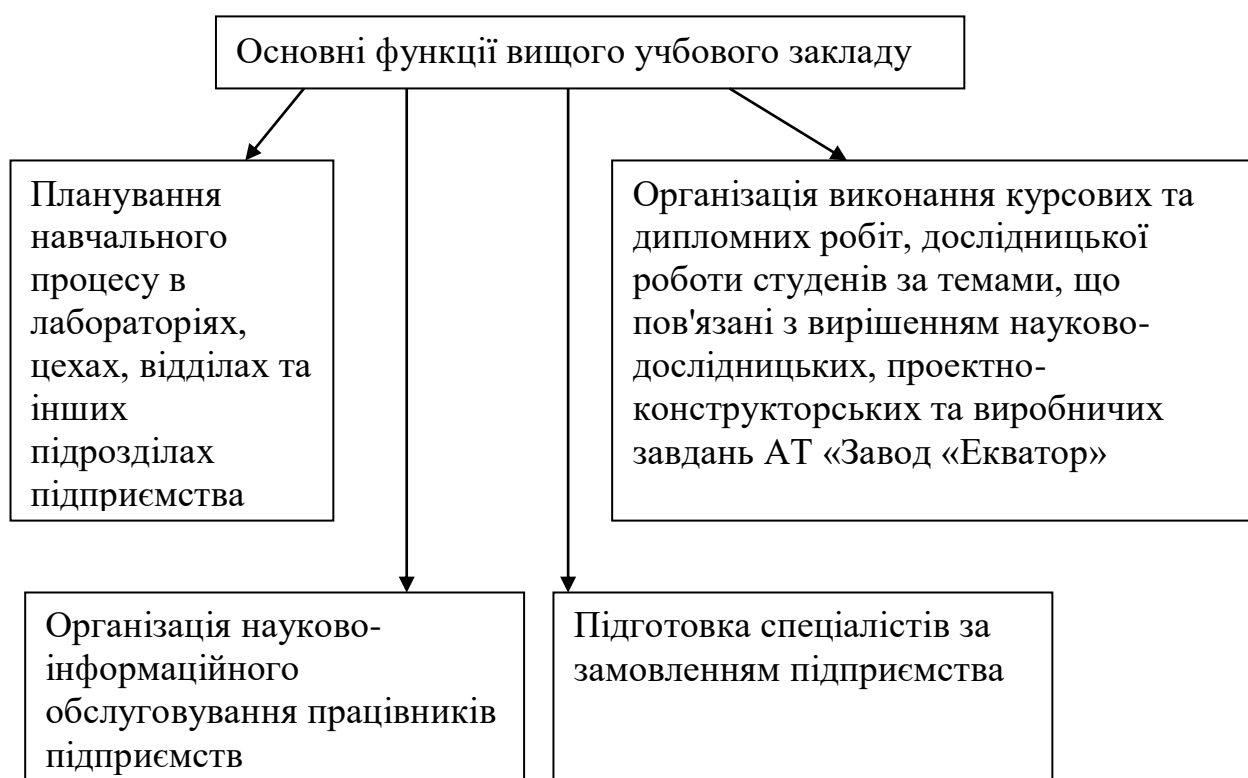 Основні функції вищого учбового закладу
Планування
навчального
процесу в
лабораторіях,
цехах, відділах та
інших
підрозділах
підприємства
Організація виконання курсових та
дипломних робіт, дослідницької
роботи студенів за темами, що
пов'язані з вирішенням науково-
дослідницьких, проектно-
конструкторських та виробничих
завдань АТ «Завод «Екватор»
Організація науково-
інформаційного
обслуговування працівників
підприємств
Підготовка спеціалістів за
замовленням підприємства